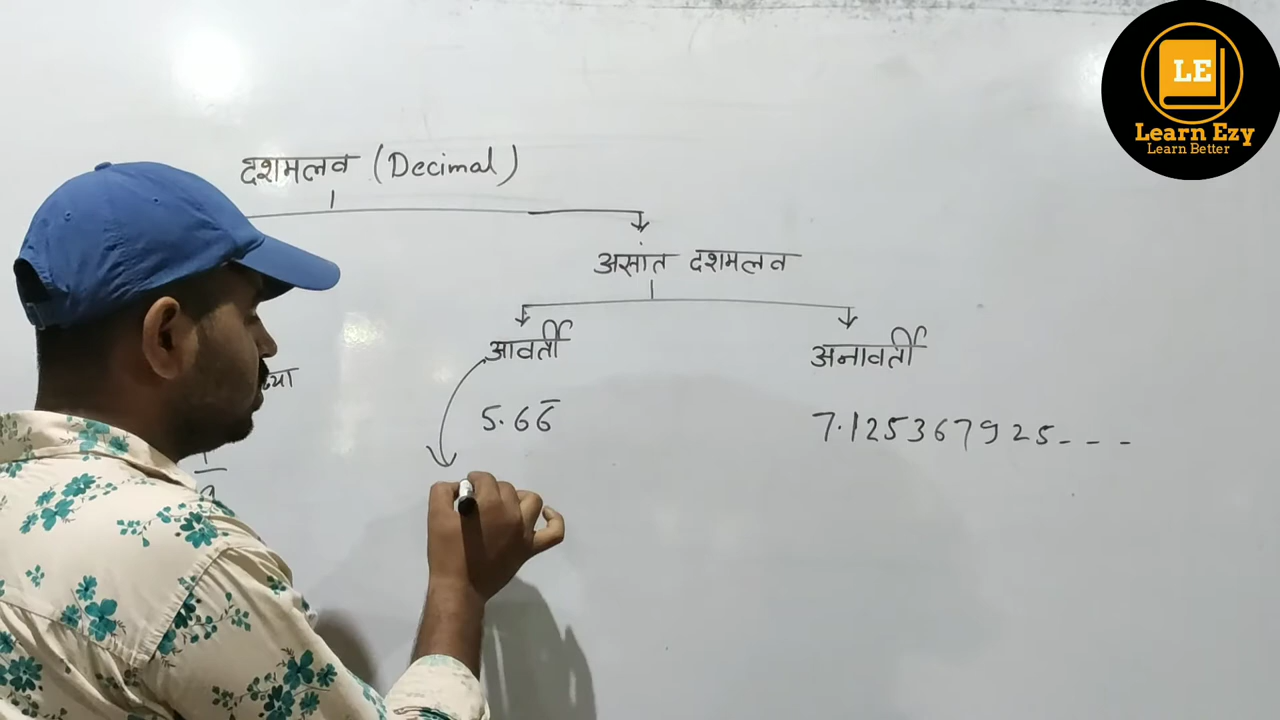 LE
Learn Ezy
Learn Better
दशमलव (Decimal)
असांत दशमलव
आवर्ती
अनावर्ती
5.66̅
7.125367925- - -